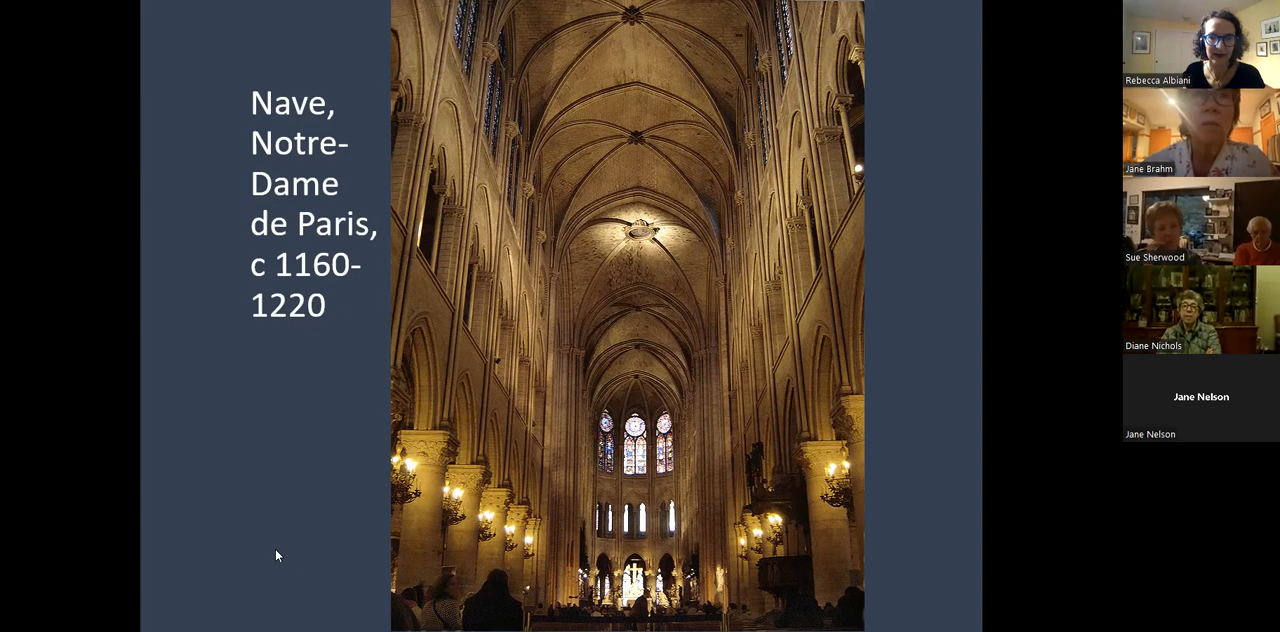 Nave,
Notre-
Dame
de Paris,
c 1160-
1220
Rebecca Albiani
Jane Brahm
Sue Sherwood
Diane Nichols
Jane Nelson
Jane Nelson